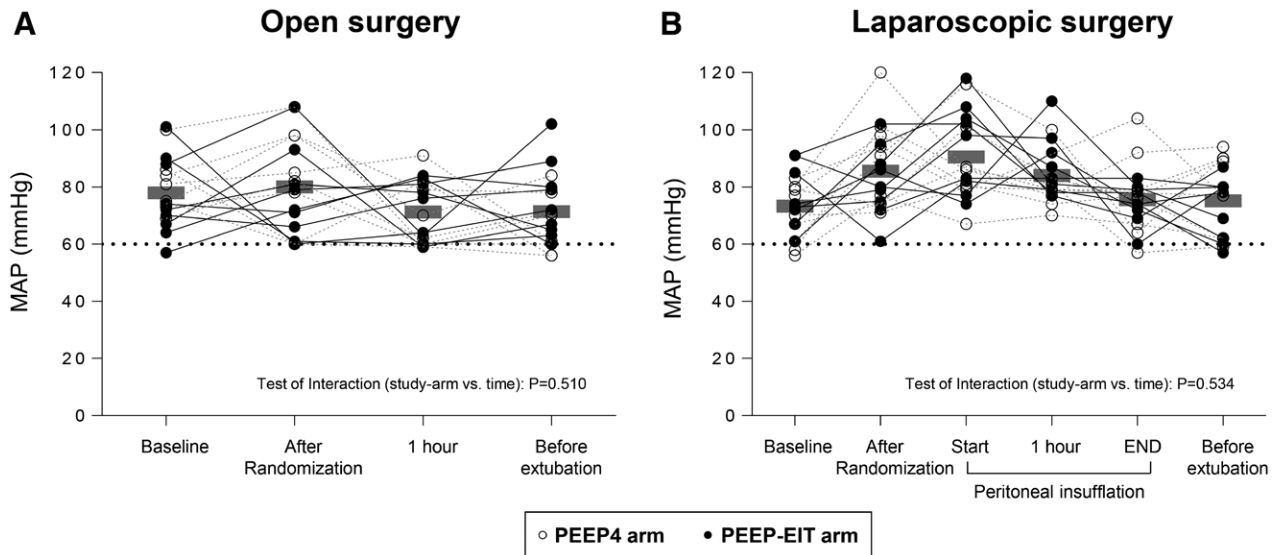 A Open surgery
MAP (mmHg)
120
100
80
60
40
20
0
Test of Interaction (study-arm vs. time): P=0.510
Baseline After 1 hour Before
Randomization extubation
B Laparoscopic surgery
MAP (mmHg)
120
100
80
60
40
20
0
Test of Interaction (study-arm vs. time): P=0.534
Baseline After Start 1 hour END Before
Randomization extubation
Peritoneal insufflation
PEEP4 arm PEEP-EIT arm